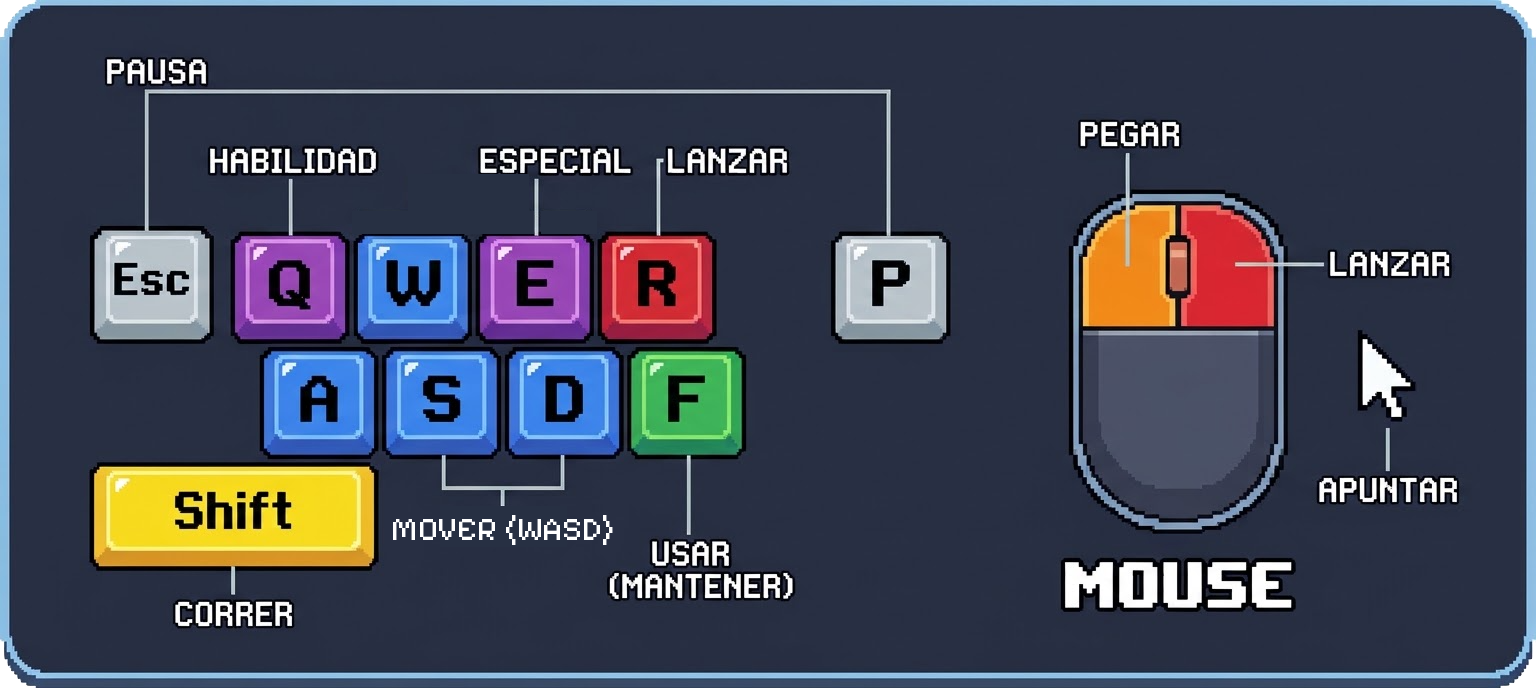 PAUSA
PEGAR
HABILIDAD
ESPECIAL
LANZAR
Esc
Q
W
E
R
P
LANZAR
A
S
D
F
Shift
MOVER {WASD}
USAR
(MANTENER)
CORRER
APUNTAR
MOUSE